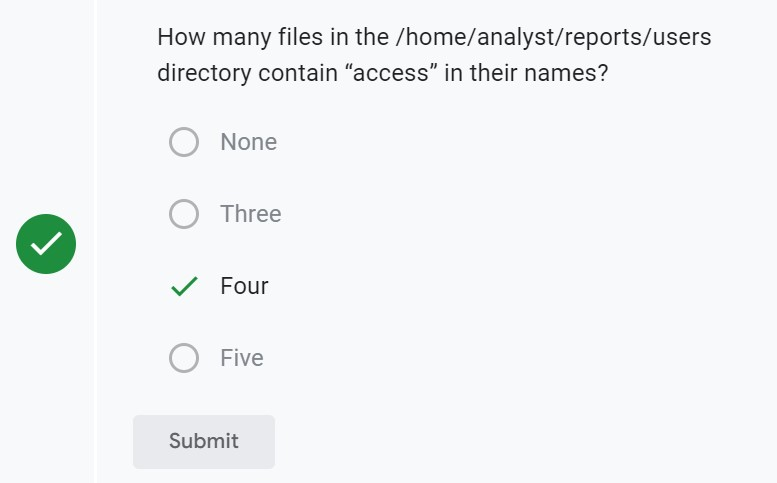 How many files in the /home/analyst/reports/users
directory contain “access” in their names?
None
Three
Four
Five
Submit